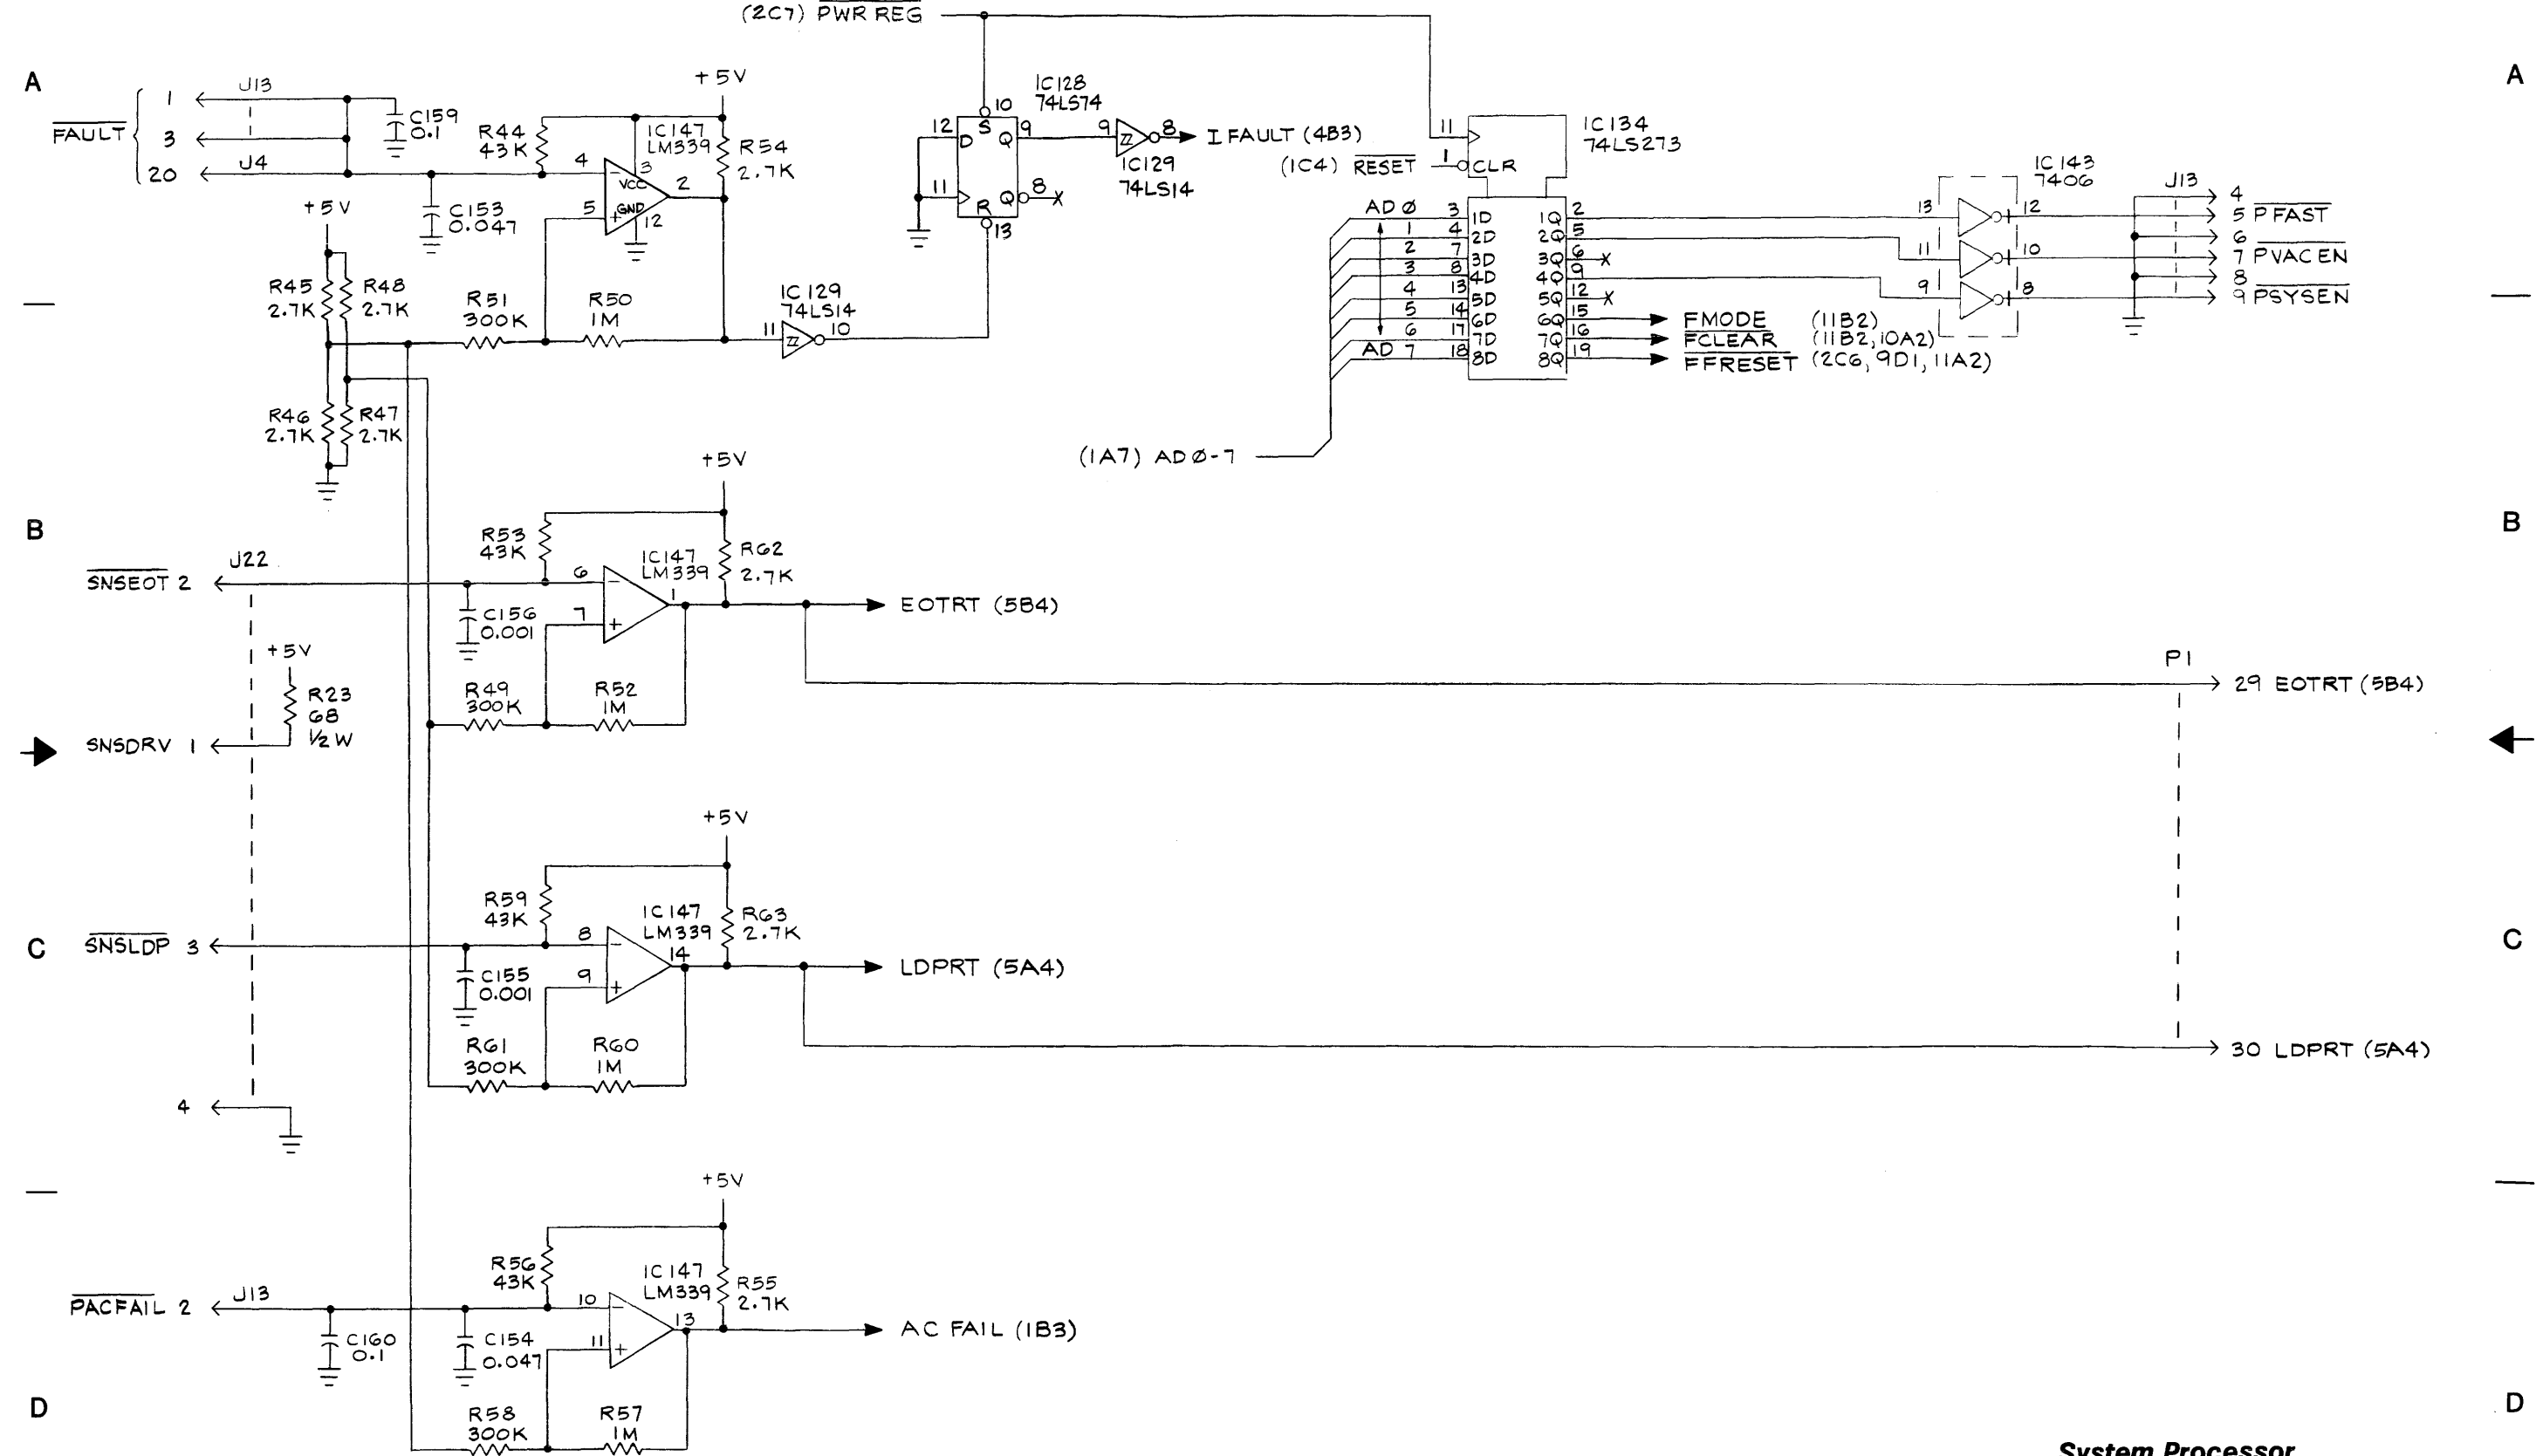 (2C7) PWR REG
A
A
J13
1
C159
0.1
FAULT
3
20
J4
+5V
R44
43K
4
IC147
LM339
3
VCC
2
GND
5
12
R54
2.7K
C153
0.047
+5V
R45
2.7K
R48
2.7K
R51
300K
R50
1M
R46
2.7K
R47
2.7K
IC129
74LS14
11
10
IC128
74LS74
10
12
D
S
Q
9
11
R
Q
8
X
13
9
8
I FAULT (4B3)
IC129
74LS14
11
IC134
74LS273
(1C4) RESET
1
CLR
AD Ø 3 1D 1Q 2
1 4 2D 2Q 5
2 7 3D 3Q 6 X
3 8 4D 4Q 9
4 13 5D 5Q 12 X
5 14 6D 6Q 15 FMODE (11B2)
6 17 7D 7Q 16 FCLEAR (11B2,10A2)
AD 7 18 8D 8Q 19 FFRESET (2C6, 9D1, 11A2)
(1A7) ADØ-7
IC143
7406
13
12
11
10
9
8
J13
4
5 PFAST
6
7 PVACEN
8
9 PSYSEN
B
B
+5V
R53
43K
IC147
LM339
R62
2.7K
J22
SNSEOT 2
6
7
1
C156
0.001
EOTRT (5B4)
+5V
R23
68
1/2 W
R49
300K
R52
1M
SNSDRV 1
P1
29 EOTRT (5B4)
+5V
R59
43K
IC147
LM339
R63
2.7K
C
C
SNSLDP 3
8
9
14
C155
0.001
LDPRT (5A4)
R61
300K
R60
1M
30 LDPRT (5A4)
4
+5V
R56
43K
IC147
LM339
R55
2.7K
PACFAIL 2
J13
10
11
13
C160
0.1
C154
0.047
AC FAIL (1B3)
D
D
R58
300K
R57
1M
System Processor